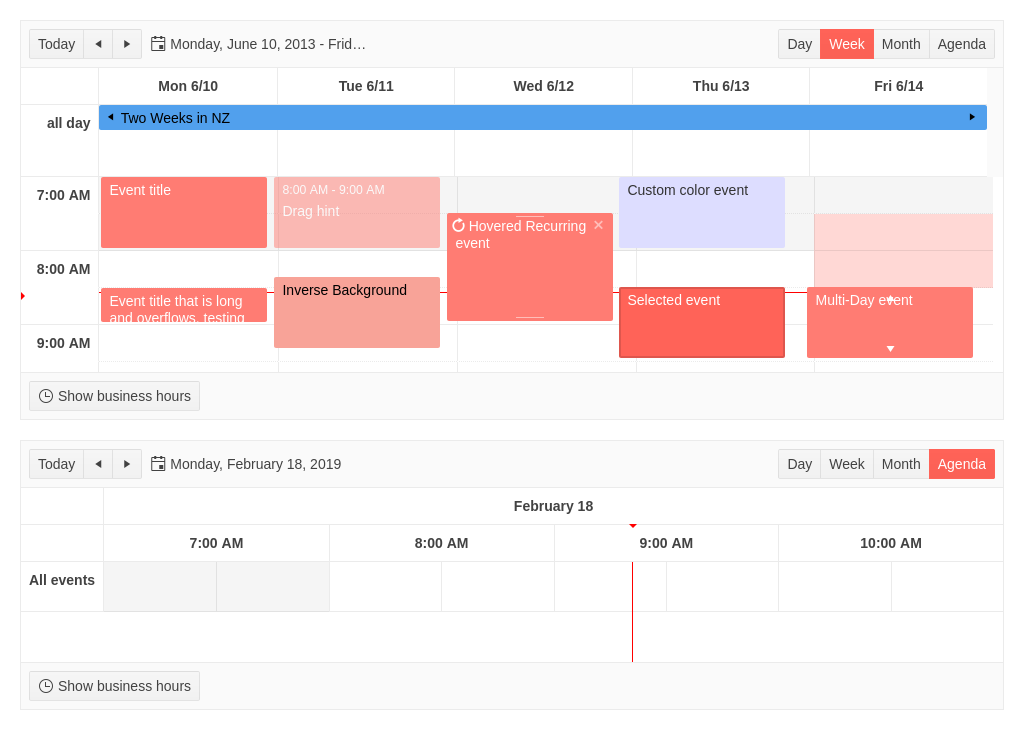 Today Monday, June 10, 2013 - Frid… Day Week Month Agenda
Mon 6/10 Tue 6/11 Wed 6/12 Thu 6/13 Fri 6/14
all day Two Weeks in NZ
7:00 AM Event title 8:00 AM - 9:00 AM Custom color event
Drag hint
Hovered Recurring
event
8:00 AM
Inverse Background
Event title that is long Selected event Multi-Day event
and overflows, testing
9:00 AM
Show business hours
Today Monday, February 18, 2019 Day Week Month Agenda
February 18
7:00 AM 8:00 AM 9:00 AM 10:00 AM
All events
Show business hours